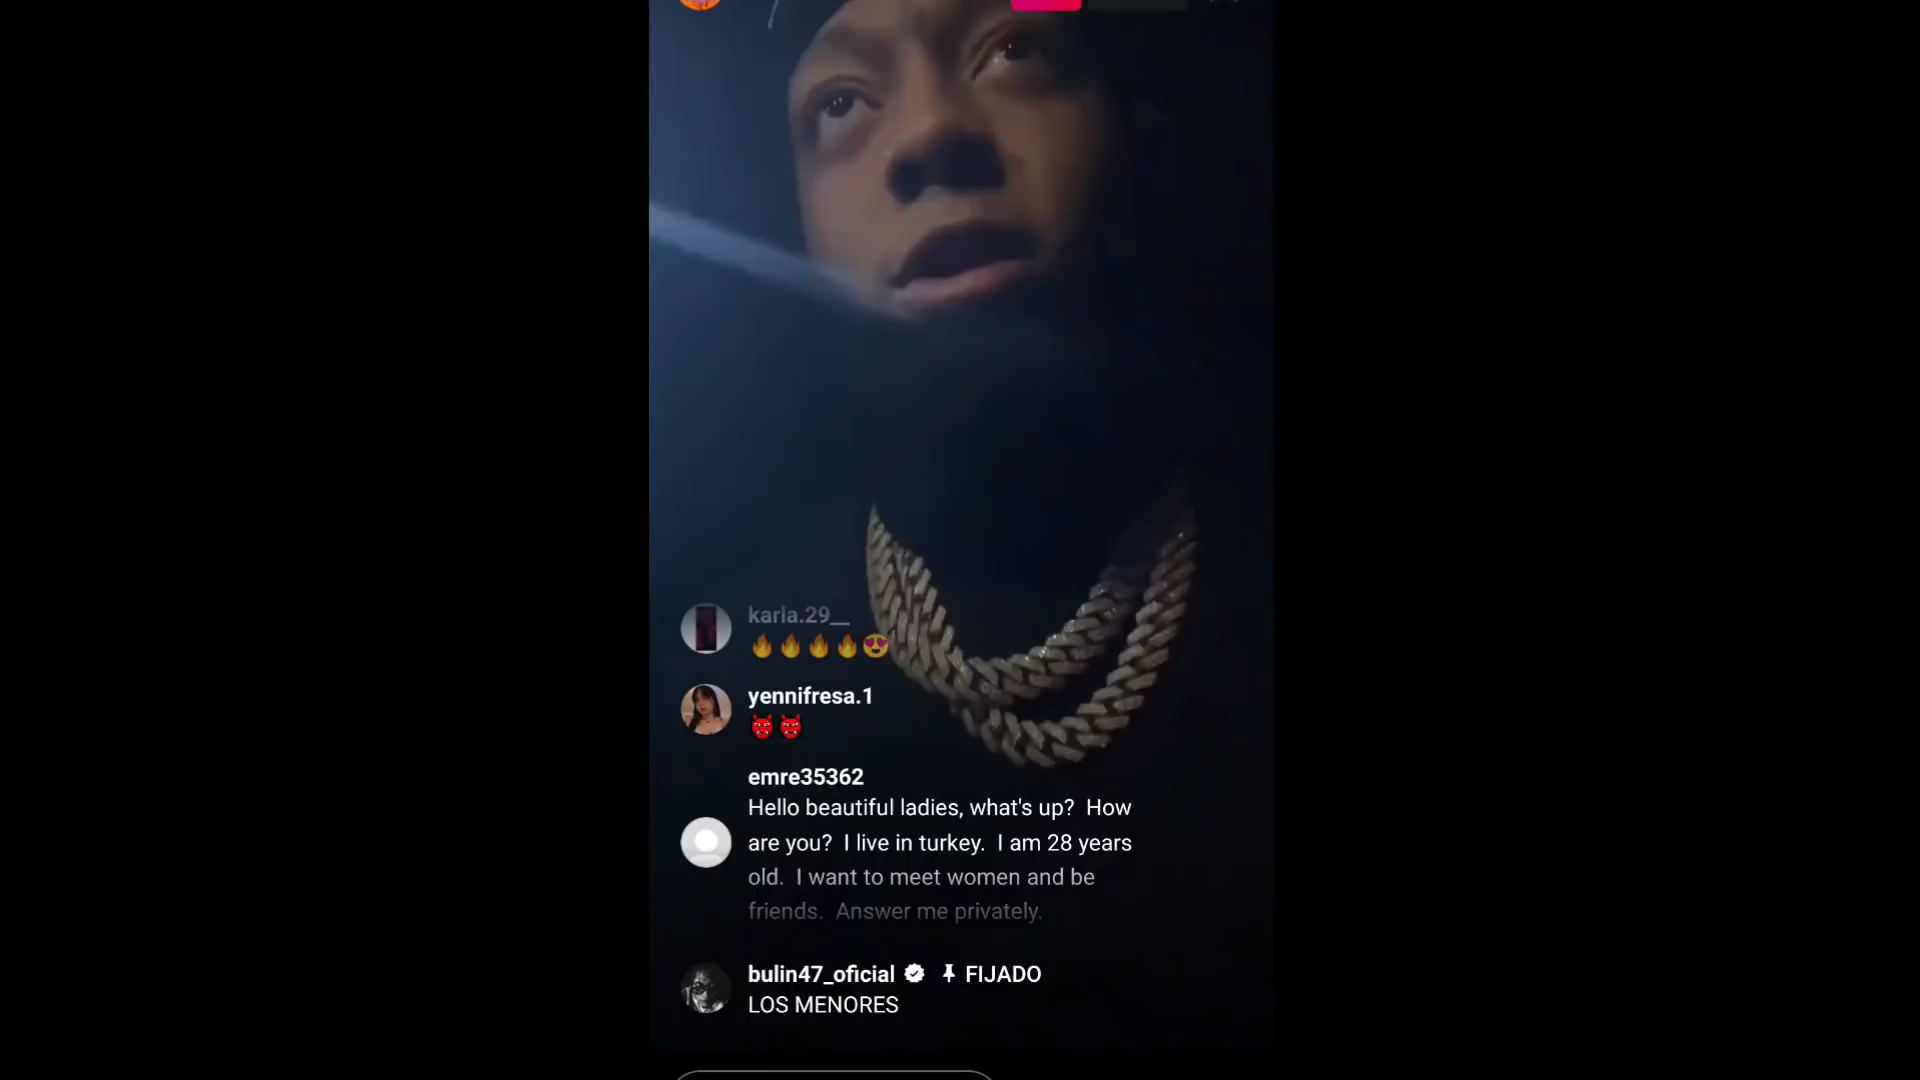 karla.29__
🔥🔥🔥🔥😍
yennifresa.1
👹👹
emre35362
Hello beautiful ladies, what's up?  How
are you?  I live in turkey.  I am 28 years
old.  I want to meet women and be
friends.  Answer me privately.
bulin47_oficial FIJADO
LOS MENORES